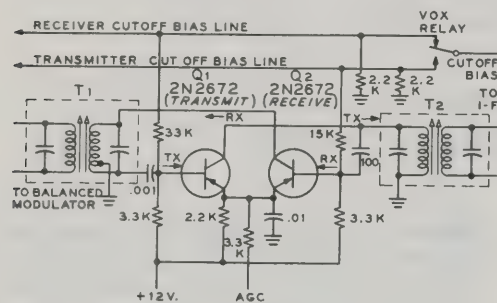 RECEIVER CUTOFF BIAS LINE
VOX
RELAY
TRANSMITTER CUT OFF BIAS LINE
CUTOFF
BIAS
Q1
2N2672
(TRANSMIT)
Q2
2N2672
(RECEIVE)
2.2
K
2.2
K
T1
RX
33K
15K
TX
T2
TO
I-F
TX
RX
.001
100
TO BALANCED
MODULATOR
3.3K
2.2K
3.3
K
.01
3.3K
+12V.
AGC